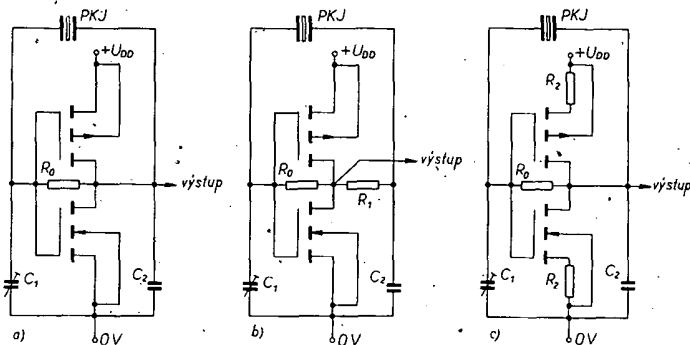 PKJ
+U_DD
R_0
výstup
C_1
C_2
0V
a)
PKJ
+U_DD
R_0
výstup
R_1
C_1
C_2
0V
b)
PKJ
+U_DD
R_2
R_0
výstup
R_2
C_1
C_2
0V
c)